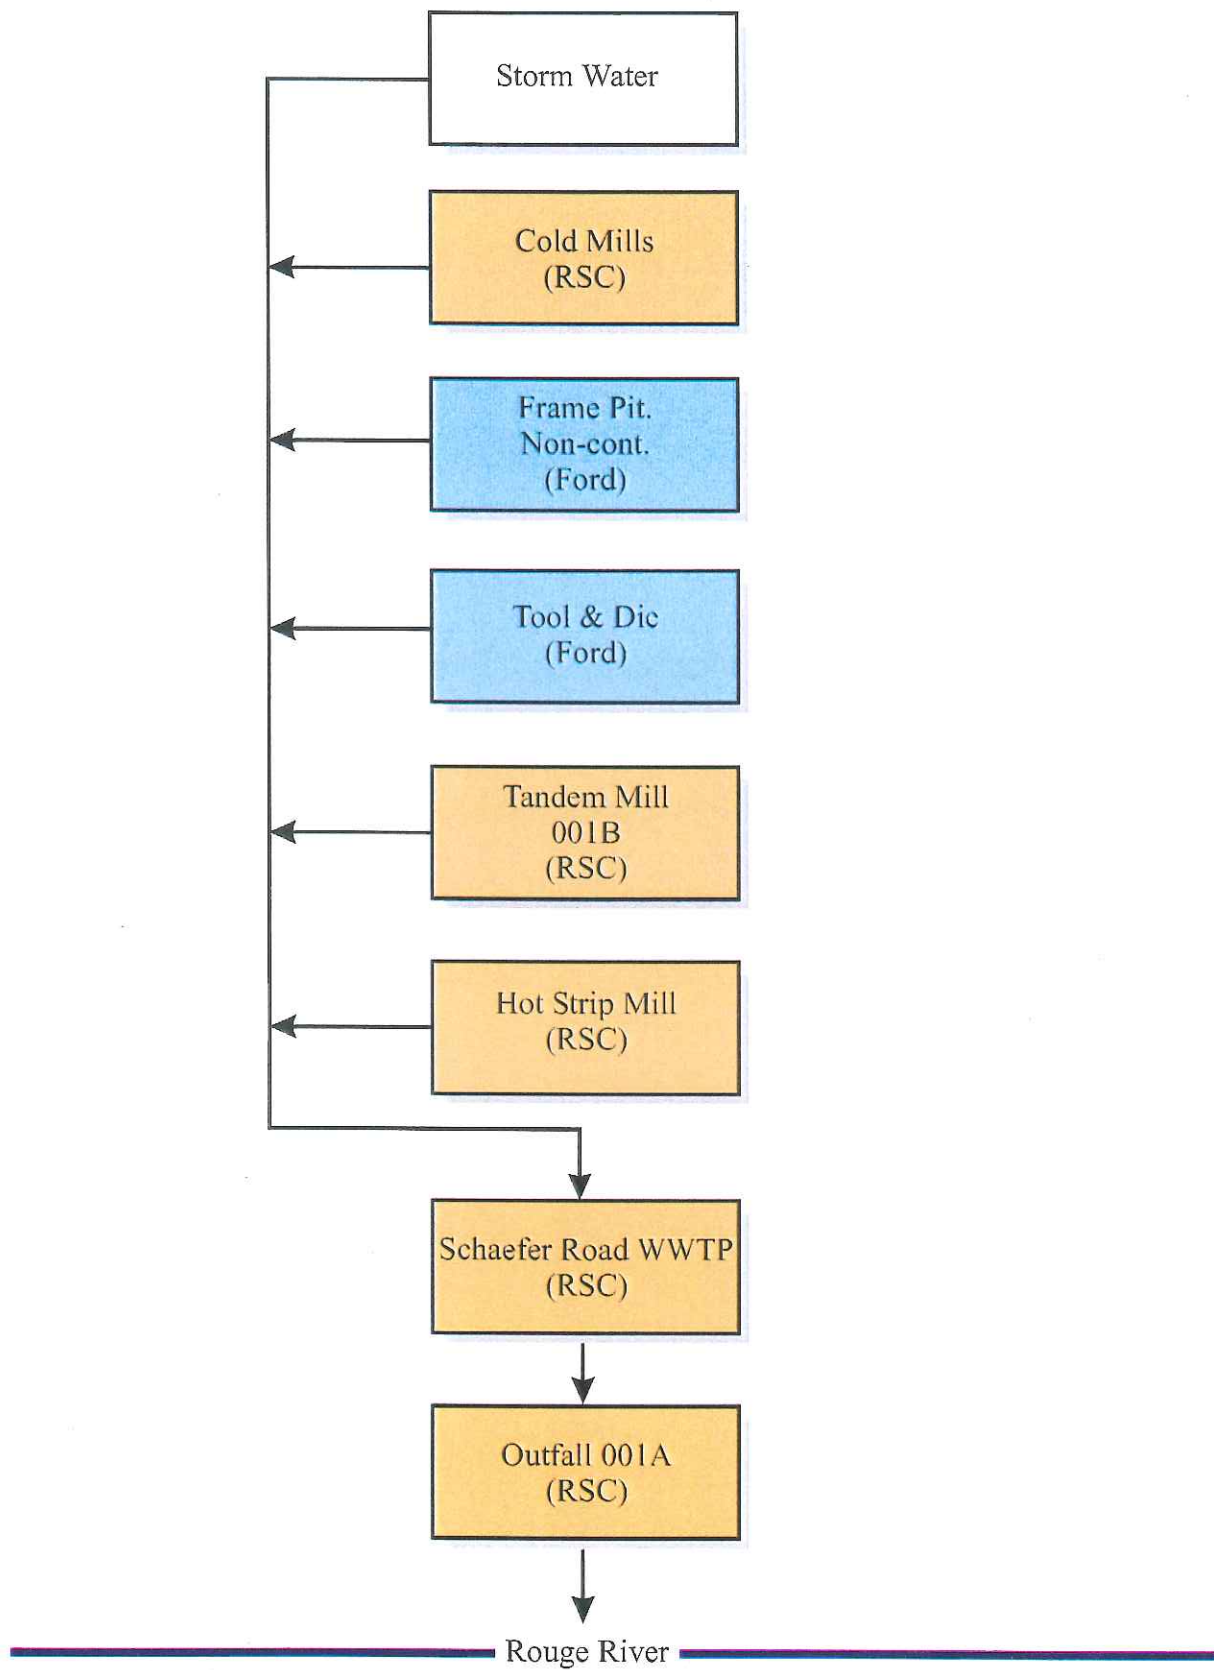 Storm Water
Cold Mills
(RSC)
Frame Pit.
Non-cont.
(Ford)
Tool & Die
(Ford)
Tandem Mill
001B
(RSC)
Hot Strip Mill
(RSC)
Schaefer Road WWTP
(RSC)
Outfall 001A
(RSC)
Rouge River